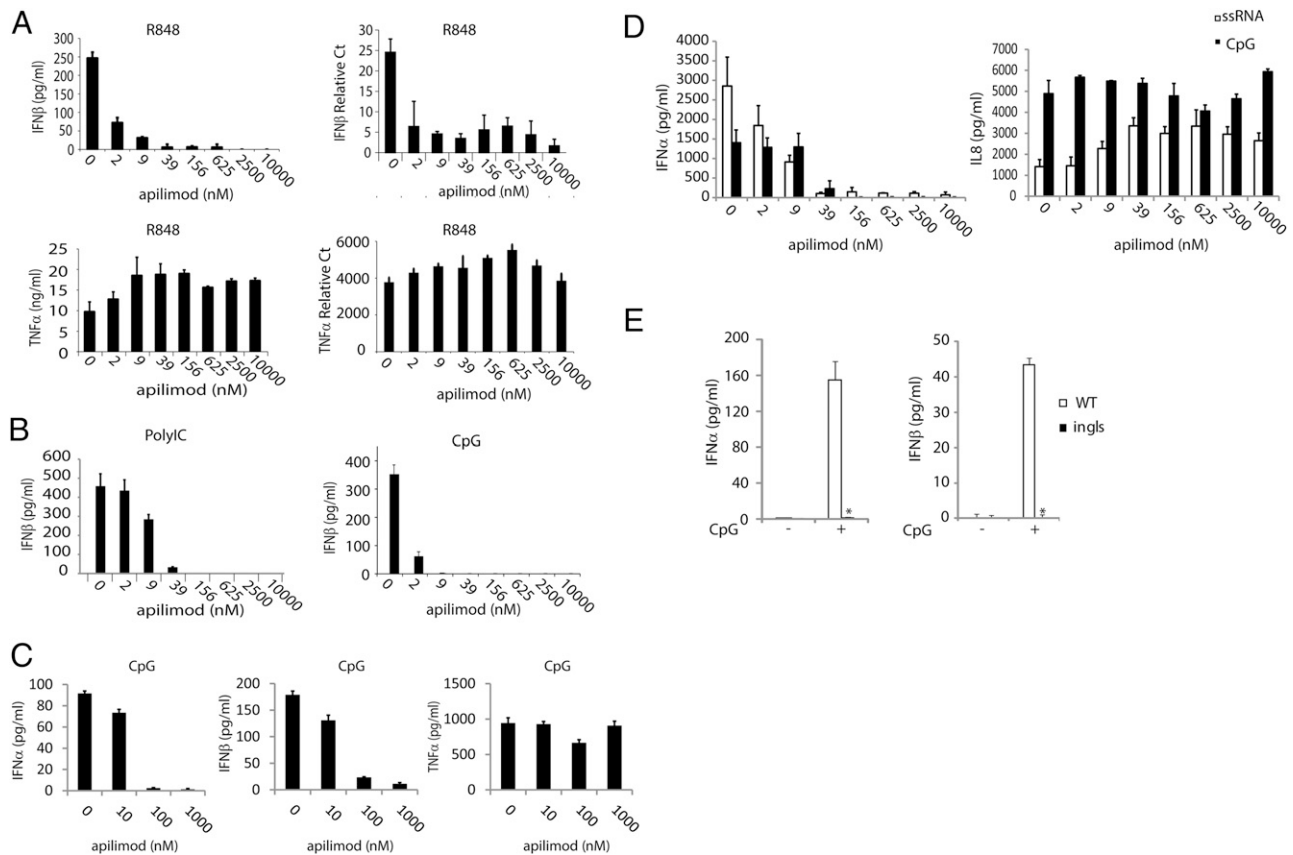 A
R848
IFNβ (pg/ml)
300
250
200
150
100
50
0
0 2 9 39 156 625 2500 10000
apilimod (nM)
R848
IFNβ Relative Ct
30
25
20
15
10
5
0
0 2 9 39 156 625 2500 10000
apilimod (nM)
R848
TNFα (ng/ml)
25
20
15
10
5
0
0 2 9 39 156 625 2500 10000
apilimod (nM)
R848
TNFα Relative Ct
6000
4000
2000
0
0 2 9 39 156 625 2500 10000
apilimod (nM)
B
PolyIC
IFNβ (pg/ml)
600
500
400
300
200
100
0
0 2 9 39 156 625 2500 10000
apilimod (nM)
CpG
IFNβ (pg/ml)
400
300
200
100
0
0 2 9 39 156 625 2500 10000
apilimod (nM)
C
CpG
IFNα (pg/ml)
100
80
60
40
20
0
0 10 100 1000
apilimod (nM)
CpG
IFNβ (pg/ml)
200
150
100
50
0
0 10 100 1000
apilimod (nM)
CpG
TNFα (pg/ml)
1500
1000
500
0
0 10 100 1000
apilimod (nM)
D
ssRNA
CpG
IFNα (pg/ml)
4000
3500
3000
2500
2000
1500
1000
500
0
0 2 9 39 156 625 2500 10000
apilimod (nM)
IL8 (pg/ml)
7000
6000
5000
4000
3000
2000
1000
0
0 2 9 39 156 625 2500 10000
apilimod (nM)
E
IFNα (pg/ml)
200
160
120
80
40
0
*
CpG - +
IFNβ (pg/ml)
50
40
30
20
10
0
*
CpG - +
WT
ingls